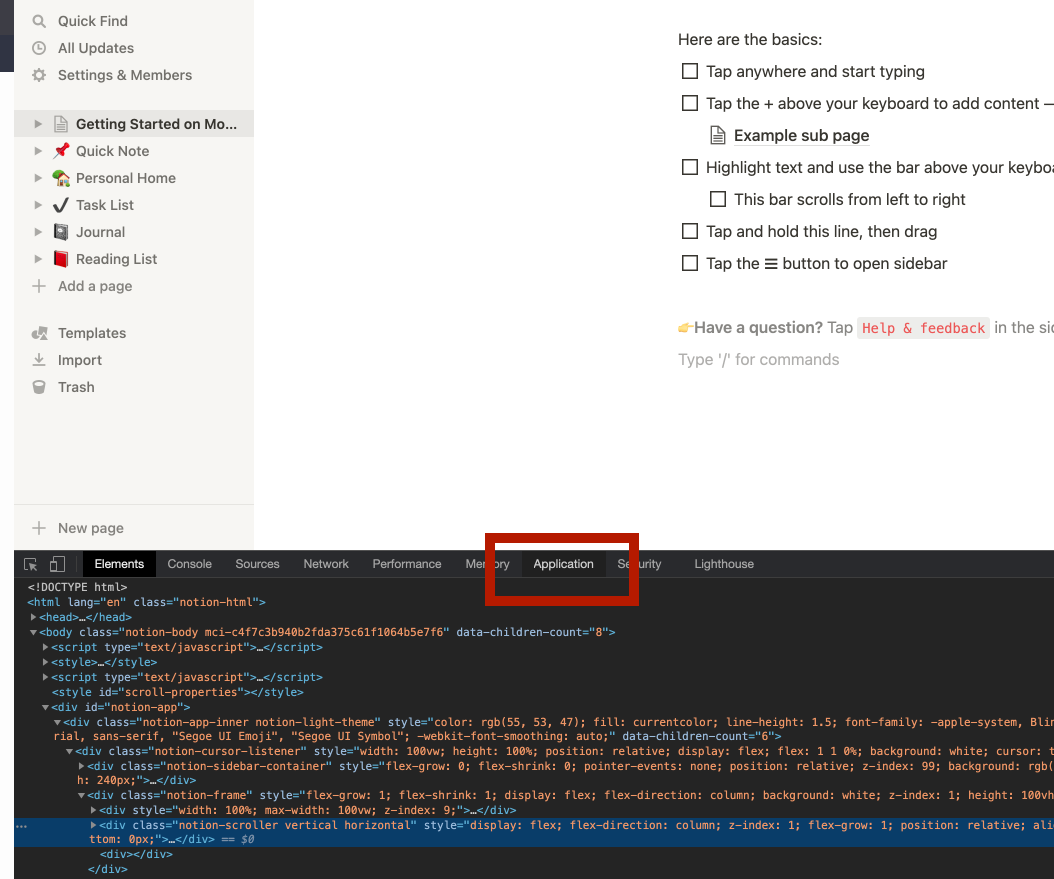 Quick Find
All Updates
Settings & Members
Getting Started on Mo...
Quick Note
Personal Home
Task List
Journal
Reading List
Add a page
Templates
Import
Trash
New page
Here are the basics:
Tap anywhere and start typing
Tap the + above your keyboard to add content —
Example sub page
Highlight text and use the bar above your keyboa
This bar scrolls from left to right
Tap and hold this line, then drag
Tap the ☰ button to open sidebar
👉Have a question? Tap Help & feedback in the sid
Type '/' for commands
Elements Console Sources Network Performance Memory Application Security Lighthouse
<!DOCTYPE html>
<html lang="en" class="notion-html">
<head>…</head>
<body class="notion-body mci-c4f7c3b940b2fda375c61f1064b5e7f6" data-children-count="8">
<script type="text/javascript">…</script>
<style>…</style>
<script type="text/javascript">…</script>
<style id="scroll-properties"></style>
<div id="notion-app">
<div class="notion-app-inner notion-light-theme" style="color: rgb(55, 53, 47); fill: currentcolor; line-height: 1.5; font-family: -apple-system, Blin
rial, sans-serif, "Segoe UI Emoji", "Segoe UI Symbol"; -webkit-font-smoothing: auto;" data-children-count="6">
<div class="notion-cursor-listener" style="width: 100vw; height: 100%; position: relative; display: flex; flex: 1 1 0%; background: white; cursor: t
<div class="notion-sidebar-container" style="flex-grow: 0; flex-shrink: 0; pointer-events: none; position: relative; z-index: 99; background: rgb(
h: 240px;">…</div>
<div class="notion-frame" style="flex-grow: 1; flex-shrink: 1; display: flex; flex-direction: column; background: white; z-index: 1; height: 100vh
<div style="width: 100%; max-width: 100vw; z-index: 9;">…</div>
<div class="notion-scroller vertical horizontal" style="display: flex; flex-direction: column; z-index: 1; flex-grow: 1; position: relative; ali
ttom: 0px;">…</div> == $0
<div></div>
</div>